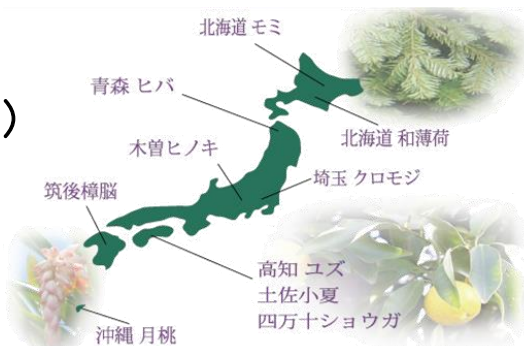 北海道 モミ
青森 ヒバ
)
北海道 和薄荷
木曽ヒノキ
埼玉 クロモジ
筑後樟脳
高知 ユズ
土佐小夏
四万十ショウガ
沖縄 月桃